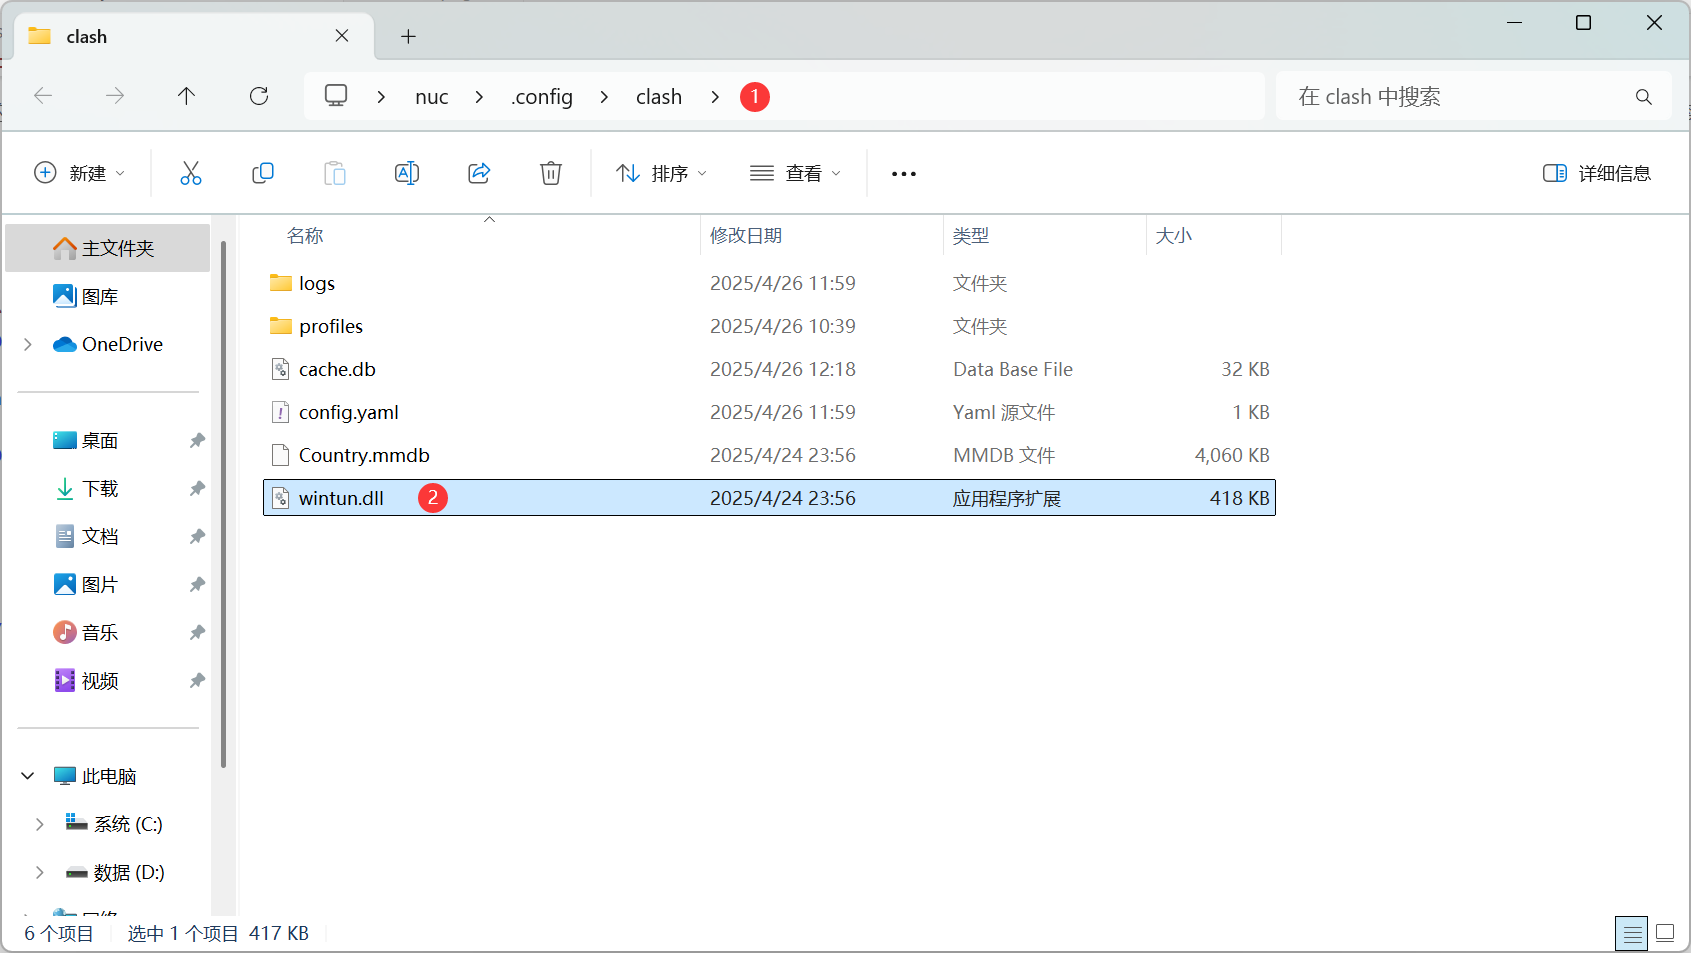 clash
nuc .config clash 1
在 clash 中搜索
新建 排序 查看 详细信息
名称 修改日期 类型 大小
主文件夹
图库
OneDrive
桌面
下载
文档
图片
音乐
视频
此电脑
系统 (C:)
数据 (D:)
网络
logs 2025/4/26 11:59 文件夹
profiles 2025/4/26 10:39 文件夹
cache.db 2025/4/26 12:18 Data Base File 32 KB
config.yaml 2025/4/26 11:59 Yaml 源文件 1 KB
Country.mmdb 2025/4/24 23:56 MMDB 文件 4,060 KB
wintun.dll 2 2025/4/24 23:56 应用程序扩展 418 KB
6 个项目 选中 1 个项目 417 KB